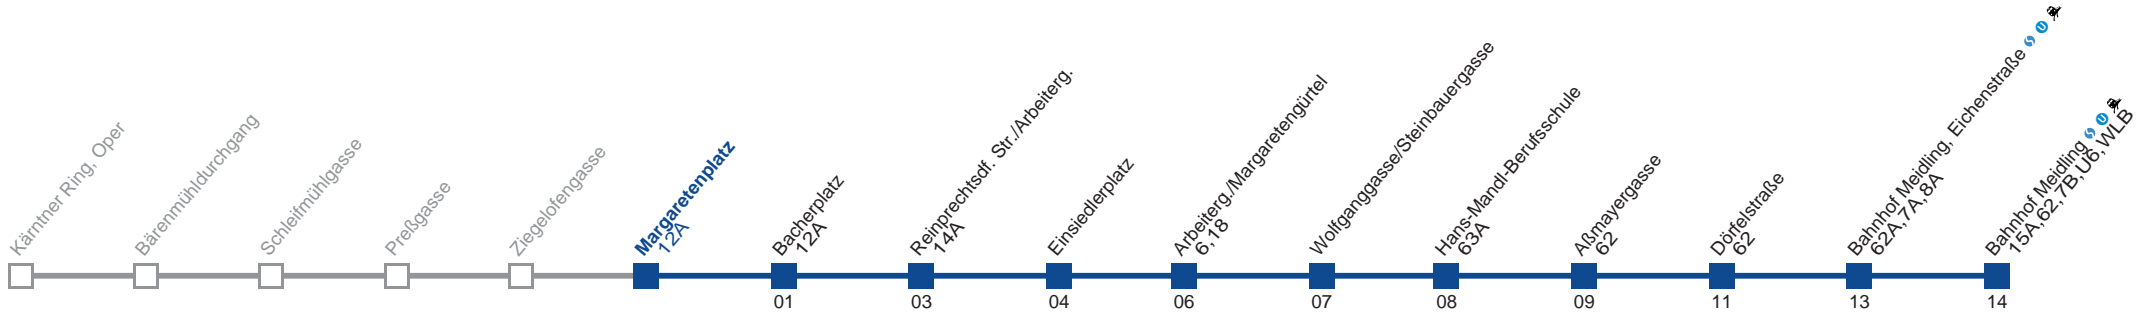 Kärntner Ring, Oper
Bärenmühldurchgang
Schleifmühlgasse
Preßgasse
Ziegelofengasse
Margaretenplatz
12A
Bacherplatz
12A
Reinprechtsdf. Str./Arbeiterg.
14A
Einsiedlerplatz
Arbeiterg./Margaretengürtel
6,18
Wolfganggasse/Steinbauergasse
Hans-Mandl-Berufsschule
63A
Aßmayergasse
62
Dörfelstraße
62
Bahnhof Meidling, Eichenstraße S U
62A,7A,8A
Bahnhof Meidling S U
15A,62,7B,U6,WLB
01 03 04 06 07 08 09 11 13 14